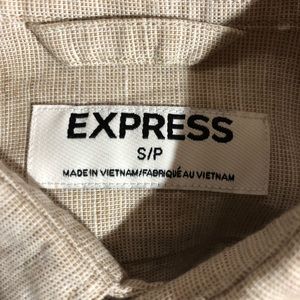 EXPRESS
S/P
MADE IN VIETNAM/FABRIQUÉ AU VIETNAM